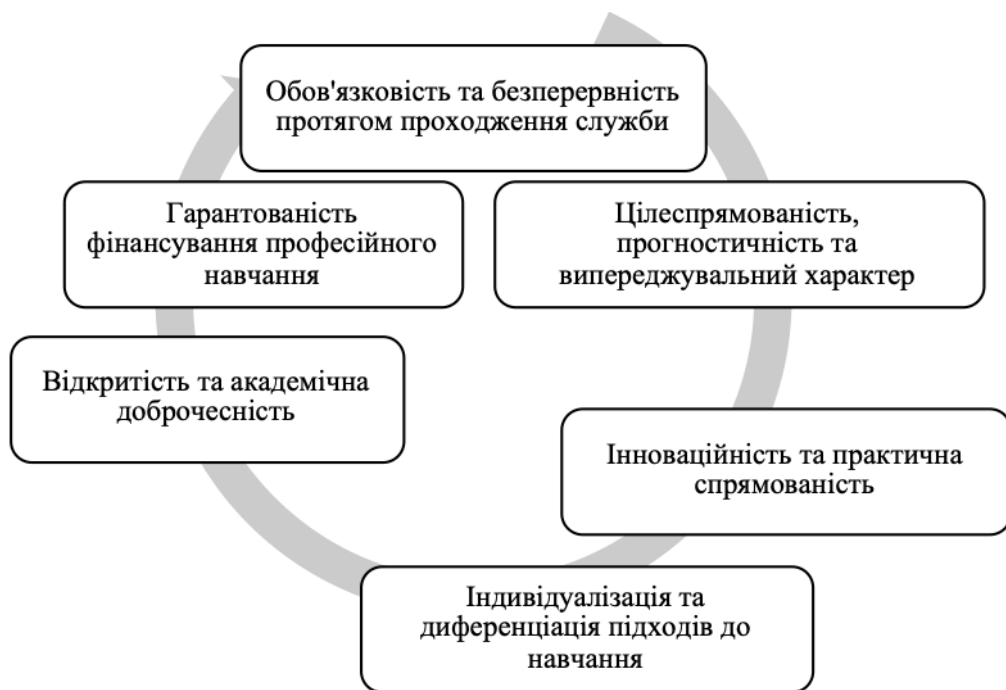 Обов'язковість та безперервність
протягом проходження служби
Цілеспрямованість,
прогностичність та
випереджувальний характер
Інноваційність та практична
спрямованість
Індивідуалізація та
диференціація підходів до
навчання
Відкритість та академічна
доброчесність
Гарантованість
фінансування професійного
навчання